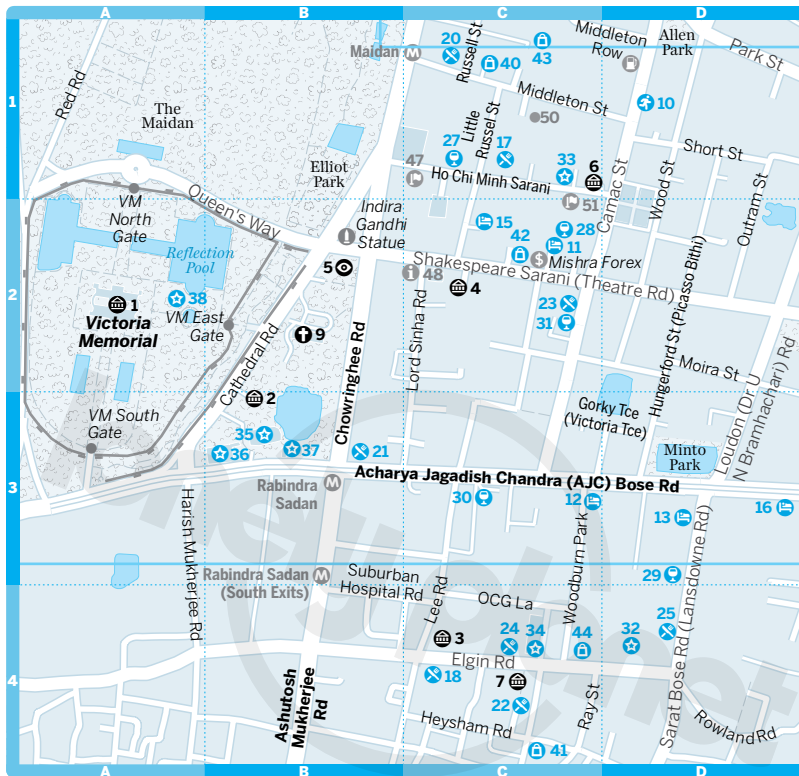 A
B
C
D
1
2
3
4
Red Rd
The
Maidan
VM
North
Gate
Queen's Way
Reflection
Pool
38
1
Victoria
Memorial
VM East
Gate
Cathedral Rd
VM South
Gate
Maidan
M
Elliot
Park
Indira
Gandhi
Statue
5
9
2
35
36
37
21
Chowringhee Rd
20
Russell St
40
43
Middleton
Row
Allen
Park
Park St
Middleton St
10
50
Little
Russel St
27
17
33
6
47
Ho Chi Minh Sarani
51
Camac St
Wood St
Short St
Outram St
15
28
11
42
$
Mishra Forex
48
4
Shakespeare Sarani (Theatre Rd)
Lord Sinha Rd
23
31
Hungerford St (Picasso Bithi)
Moira St
Loudon (Dr U
N Bramhachari) Rd
Gorky Tce
(Victoria Tce)
Minto
Park
Acharya Jagadish Chandra (AJC) Bose Rd
Rabindra
Sadan
M
30
12
13
16
Harish Mukherjee Rd
Rabindra Sadan
(South Exits)
M
Suburban
Hospital Rd
Lee Rd
OCG La
Woodburn Park
29
25
Sarat Bose Rd (Lansdowne Rd)
3
24
34
44
32
Elgin Rd
18
7
22
Ashutosh
Mukherjee
Rd
Heysham Rd
Ray St
Rowland Rd
41
lonely planet
A
B
C
D